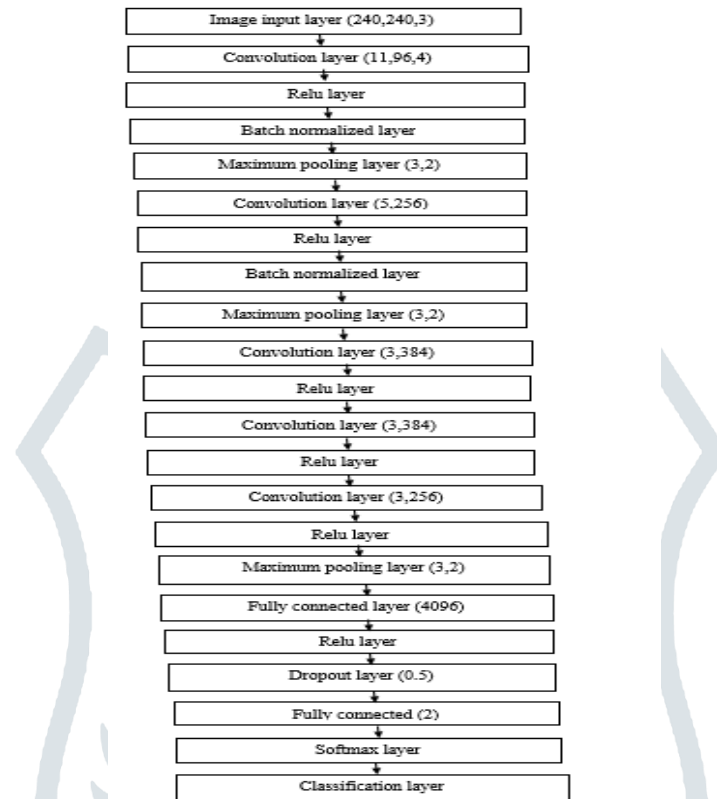 Image input layer (240,240,3)
Convolution layer (11,96,4)
Relu layer
Batch normalized layer
Maximum pooling layer (3,2)
Convolution layer (5,256)
Relu layer
Batch normalized layer
Maximum pooling layer (3,2)
Convolution layer (3,384)
Relu layer
Convolution layer (3,384)
Relu layer
Convolution layer (3,256)
Relu layer
Maximum pooling layer (3,2)
Fully connected layer (4096)
Relu layer
Dropout layer (0.5)
Fully connected (2)
Softmax layer
Classification layer